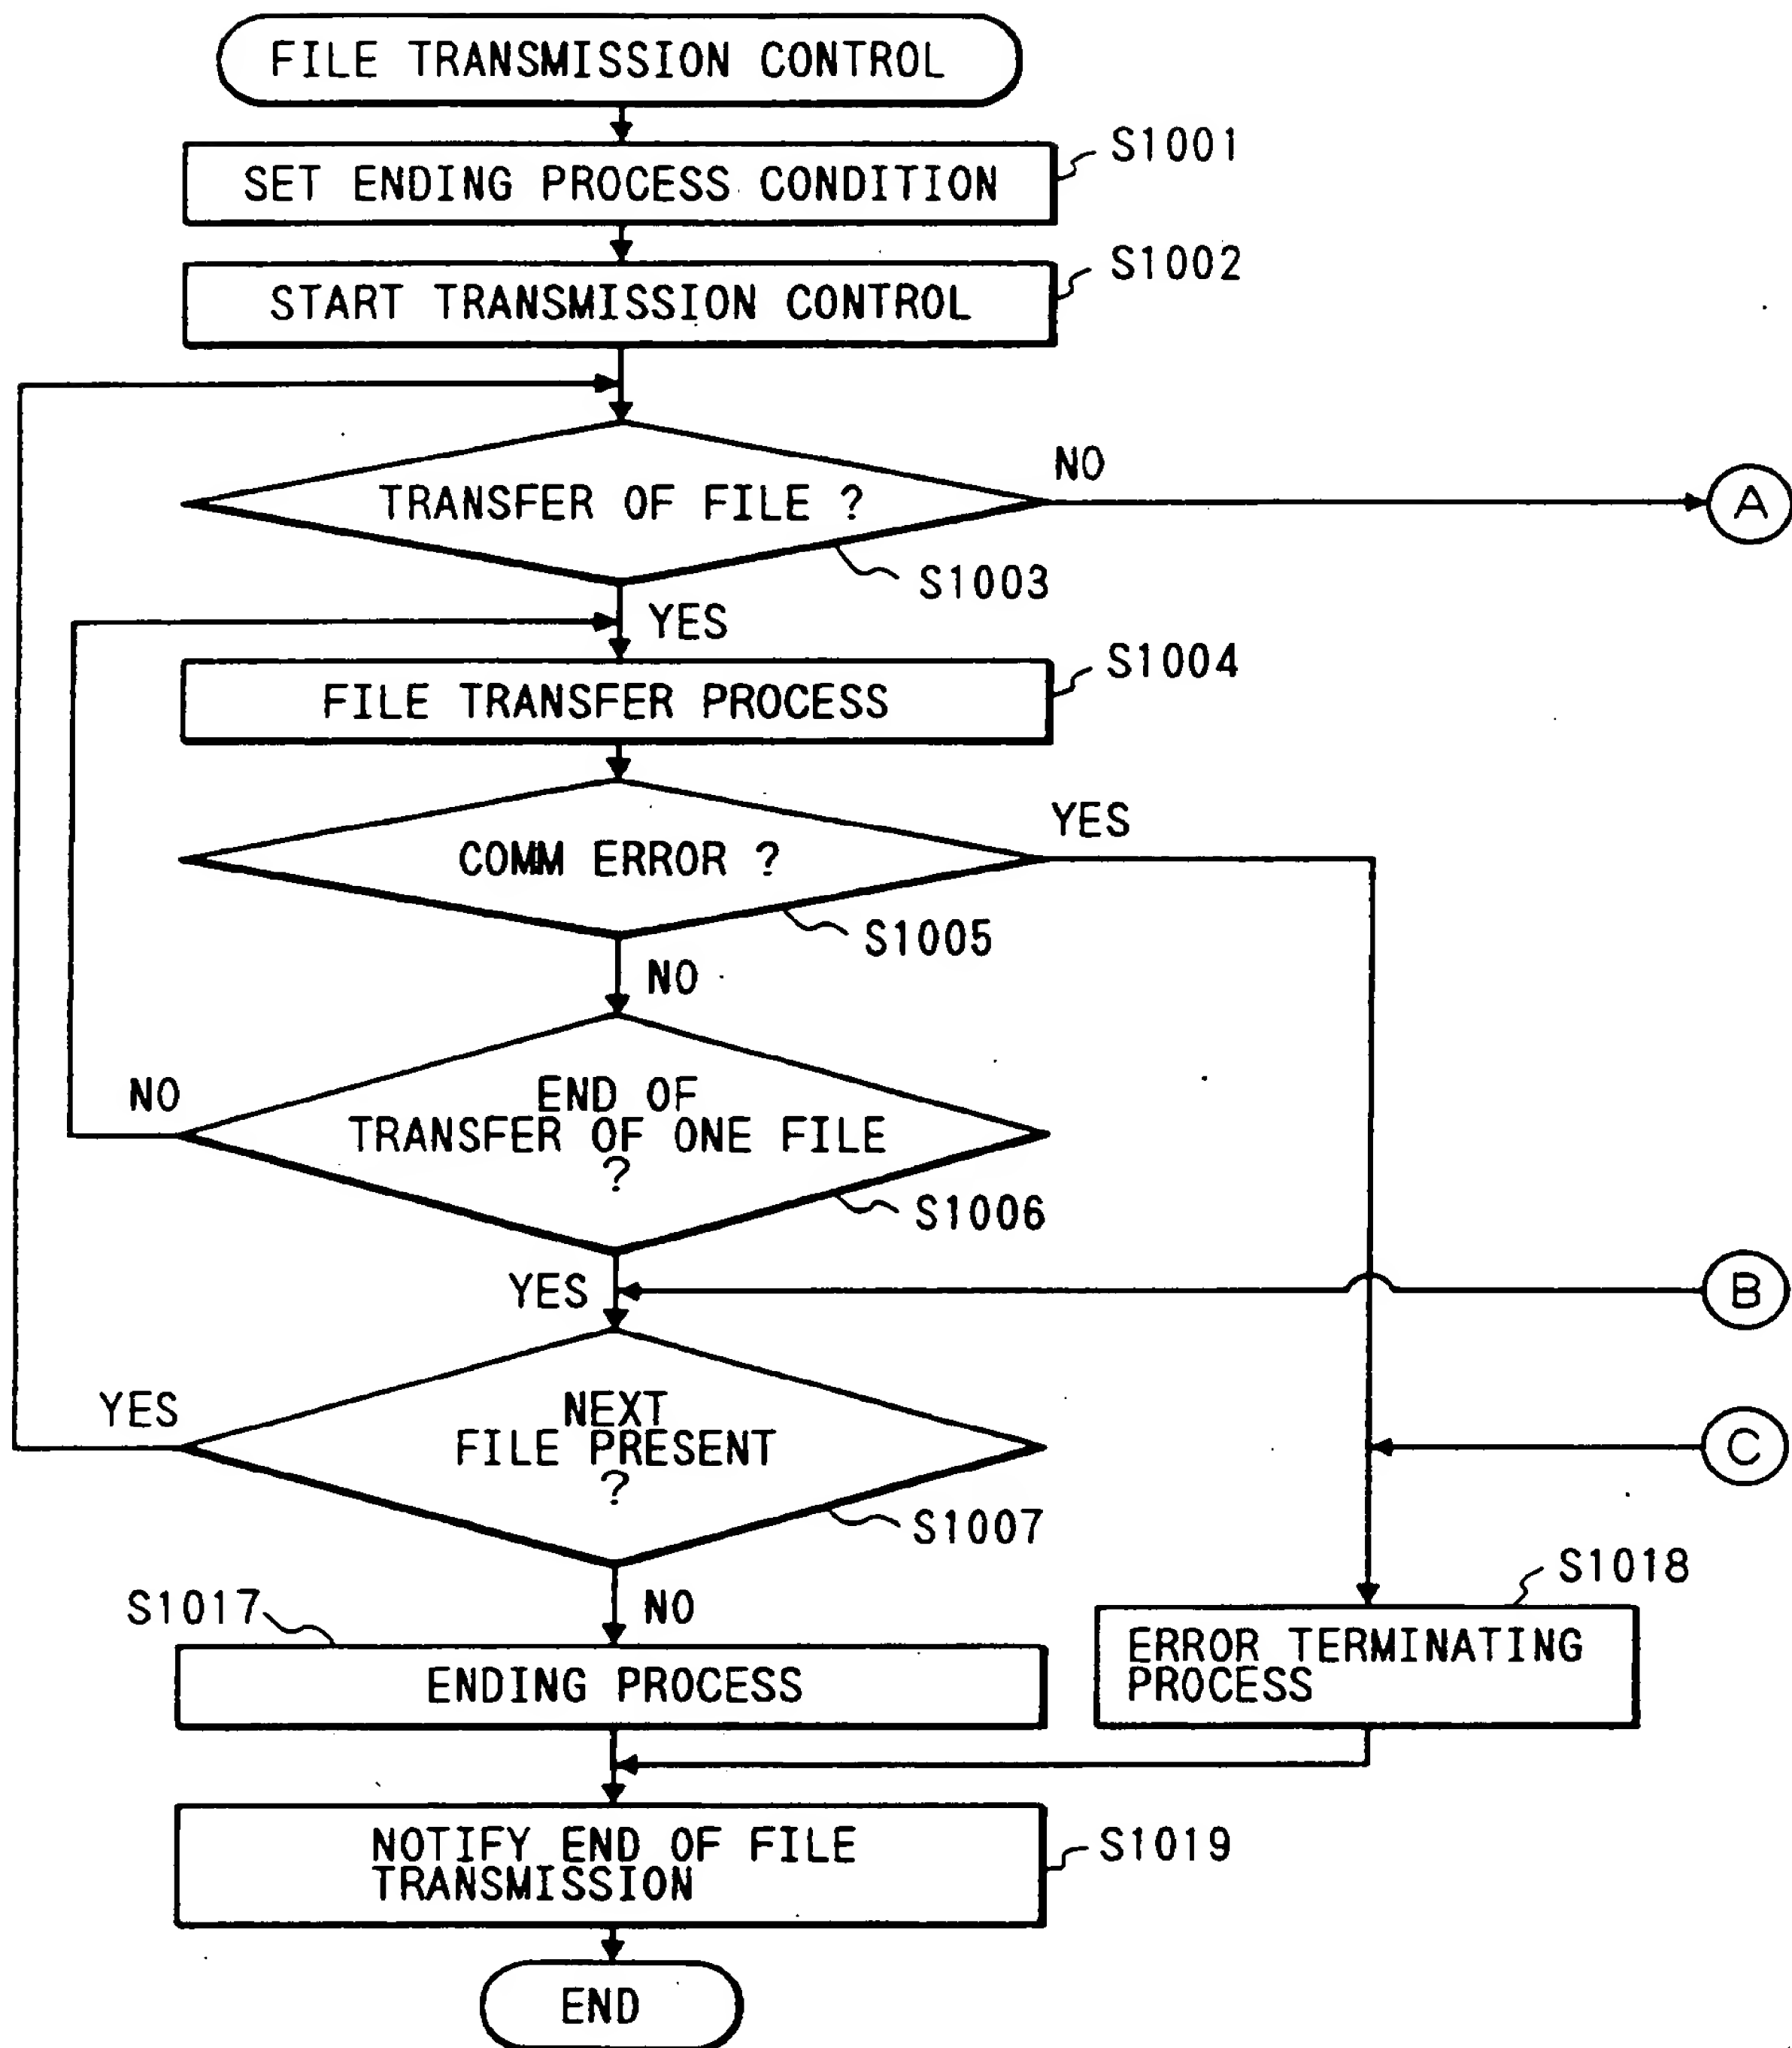 FILE TRANSMISSION CONTROL
S1001
SET ENDING PROCESS CONDITION
S1002
START TRANSMISSION CONTROL
NO
TRANSFER OF FILE ?
A
S1003
YES
S1004
FILE TRANSFER PROCESS
YES
COMM ERROR ?
S1005
NO
NO
END OF
TRANSFER OF ONE FILE
?
S1006
YES
B
YES
NEXT
FILE PRESENT
?
C
S1007
S1017
NO
S1018
ENDING PROCESS
ERROR TERMINATING
PROCESS
NOTIFY END OF FILE
TRANSMISSION
S1019
END